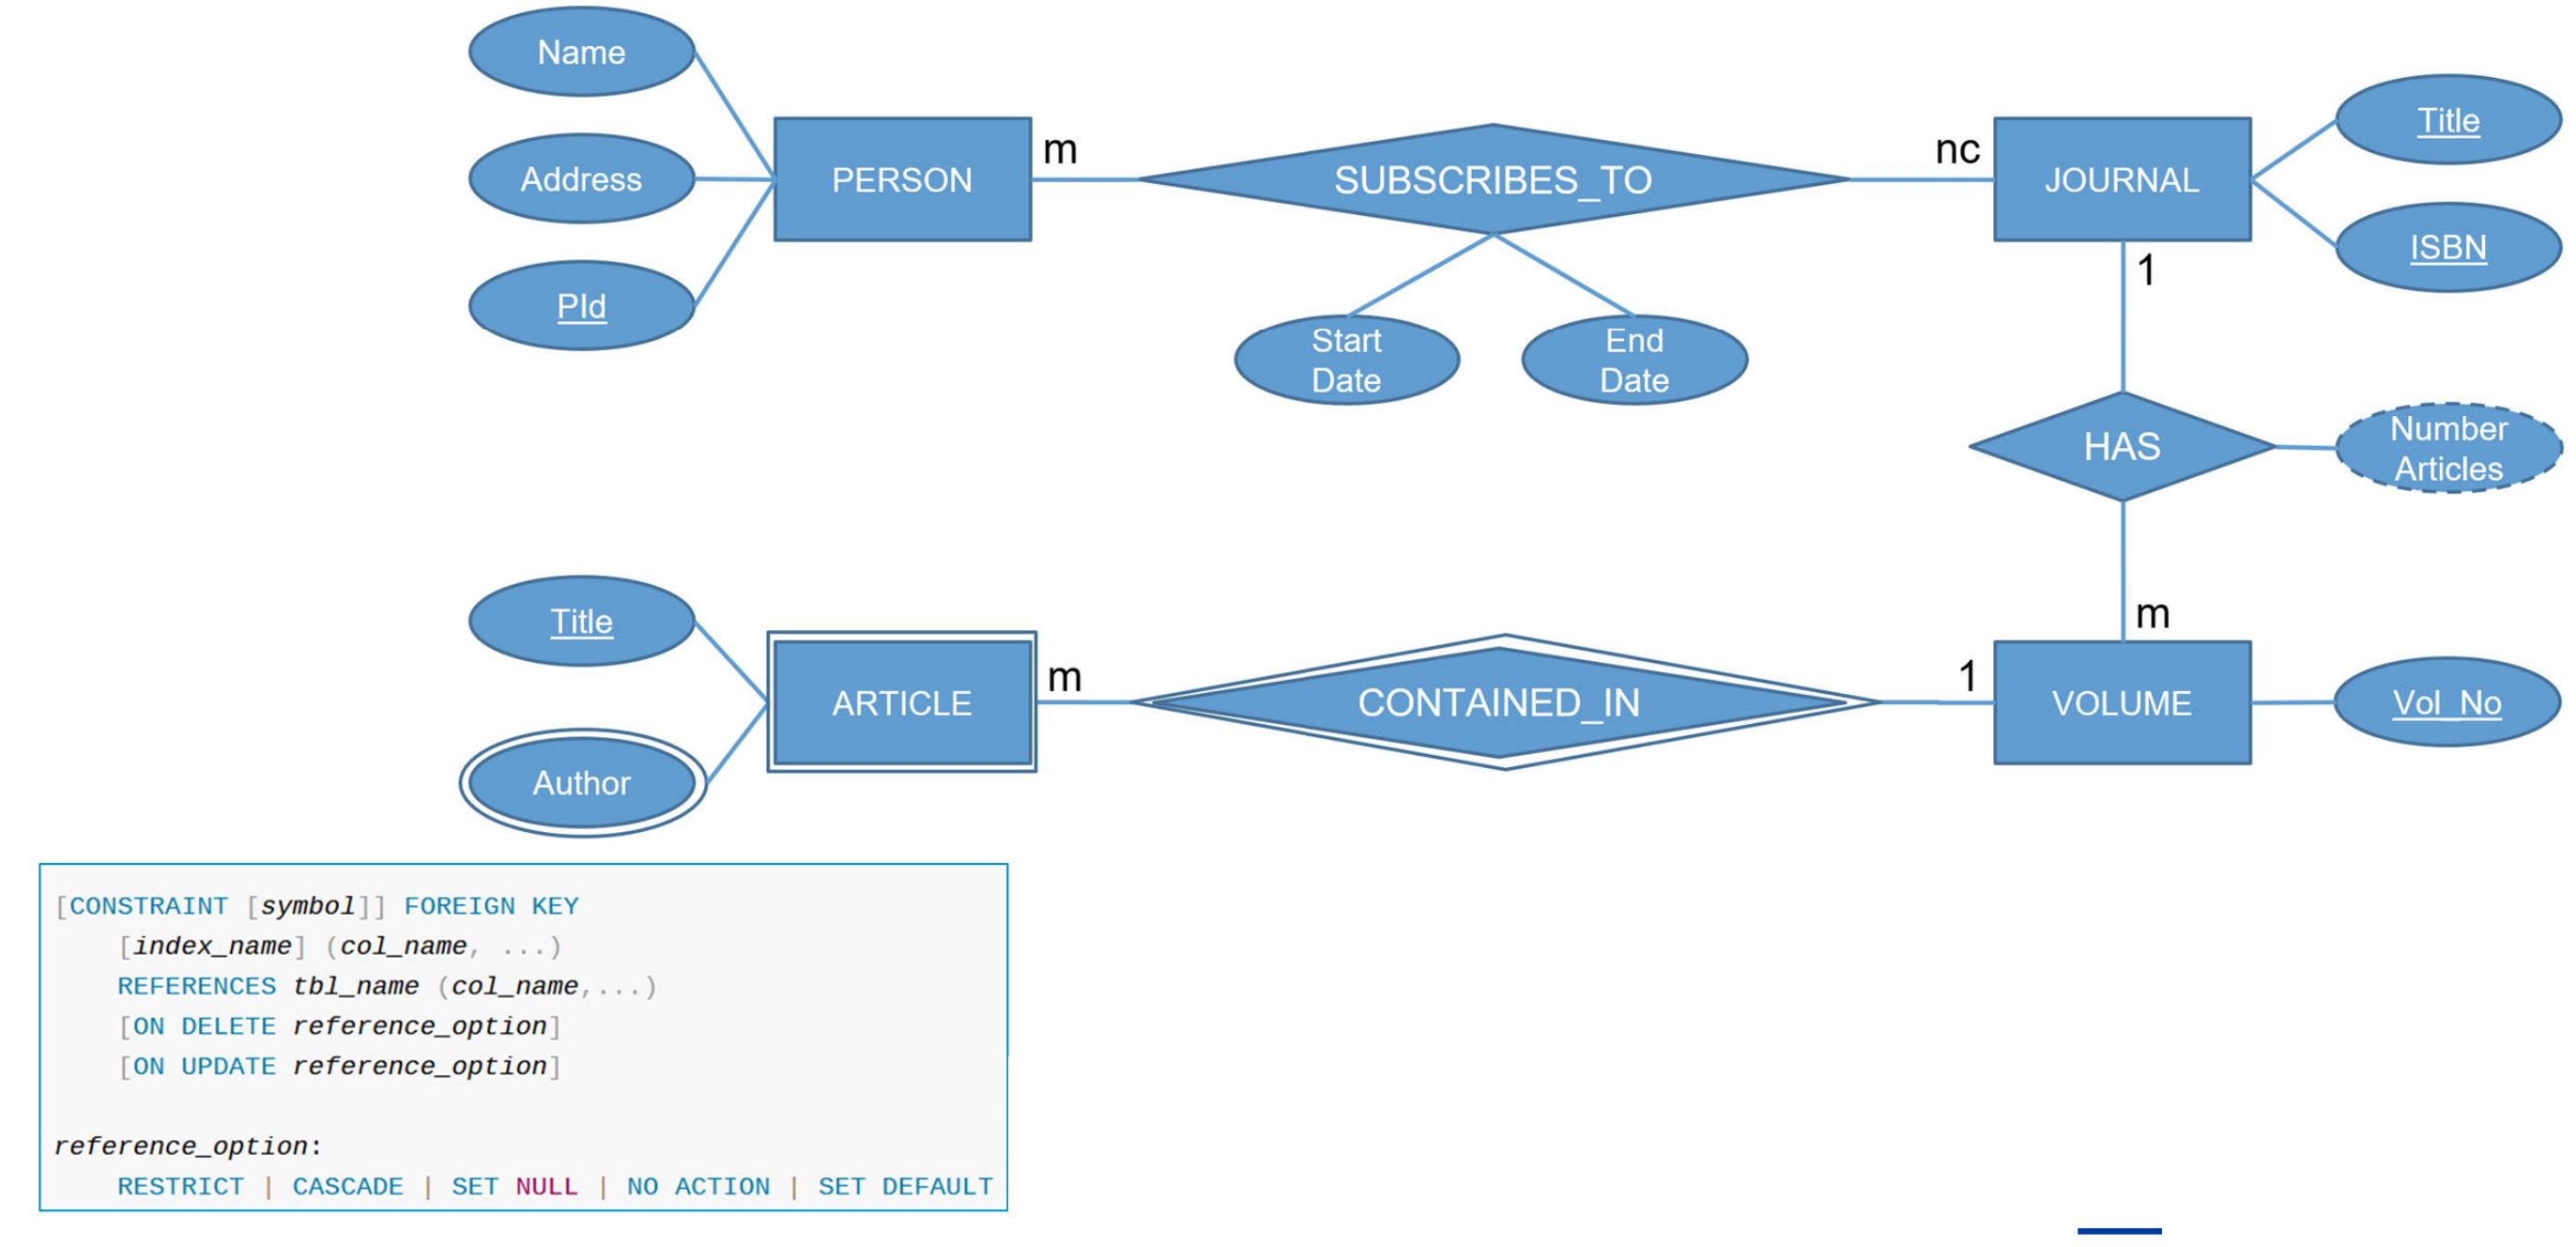 Name
Address
PId
PERSON
m
SUBSCRIBES_TO
nc
JOURNAL
Title
ISBN
Start
Date
End
Date
1
HAS
Number
Articles
m
Title
Author
ARTICLE
m
CONTAINED_IN
1
VOLUME
Vol_No
[CONSTRAINT [symbol]] FOREIGN KEY
[index_name] (col_name, ...)
REFERENCES tbl_name (col_name,...)
[ON DELETE reference_option]
[ON UPDATE reference_option]
reference_option:
RESTRICT | CASCADE | SET NULL | NO ACTION | SET DEFAULT